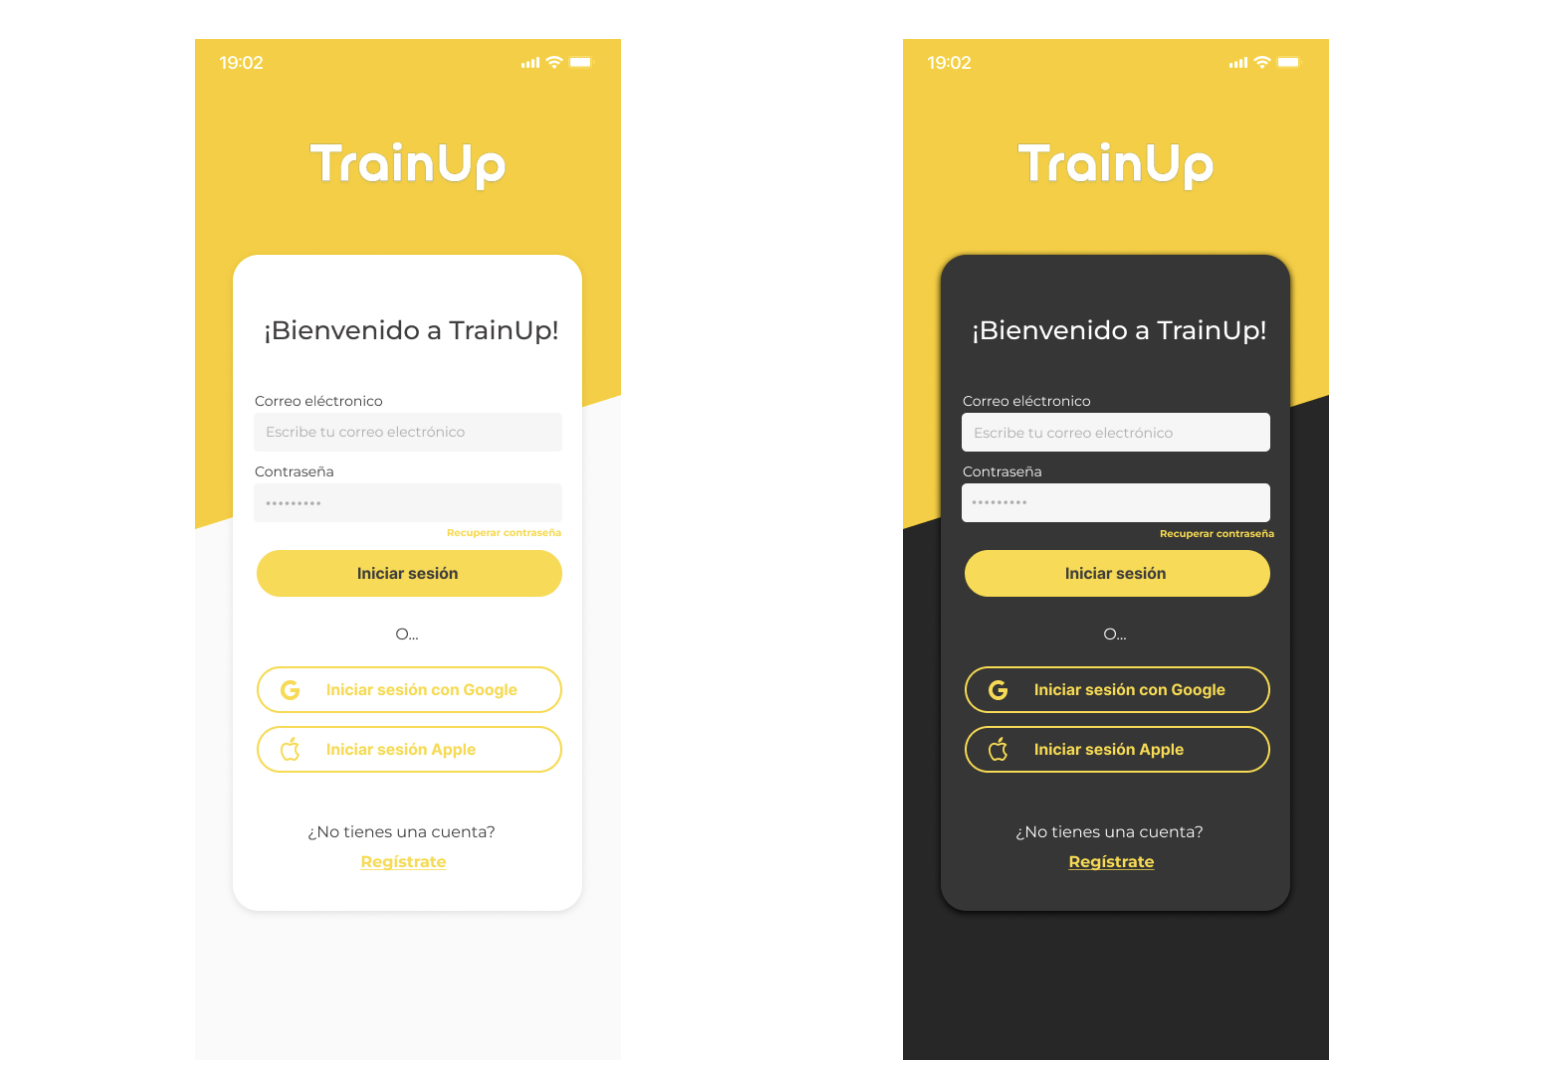 19:02
TrainUp
¡Bienvenido a TrainUp!
Correo eléctronico
Escribe tu correo electrónico
Contraseña
•••••••••
Recuperar contraseña
Iniciar sesión
O...
Iniciar sesión con Google
Iniciar sesión Apple
¿No tienes una cuenta?
Regístrate
19:02
TrainUp
¡Bienvenido a TrainUp!
Correo eléctronico
Escribe tu correo electrónico
Contraseña
•••••••••
Recuperar contraseña
Iniciar sesión
O...
Iniciar sesión con Google
Iniciar sesión Apple
¿No tienes una cuenta?
Regístrate